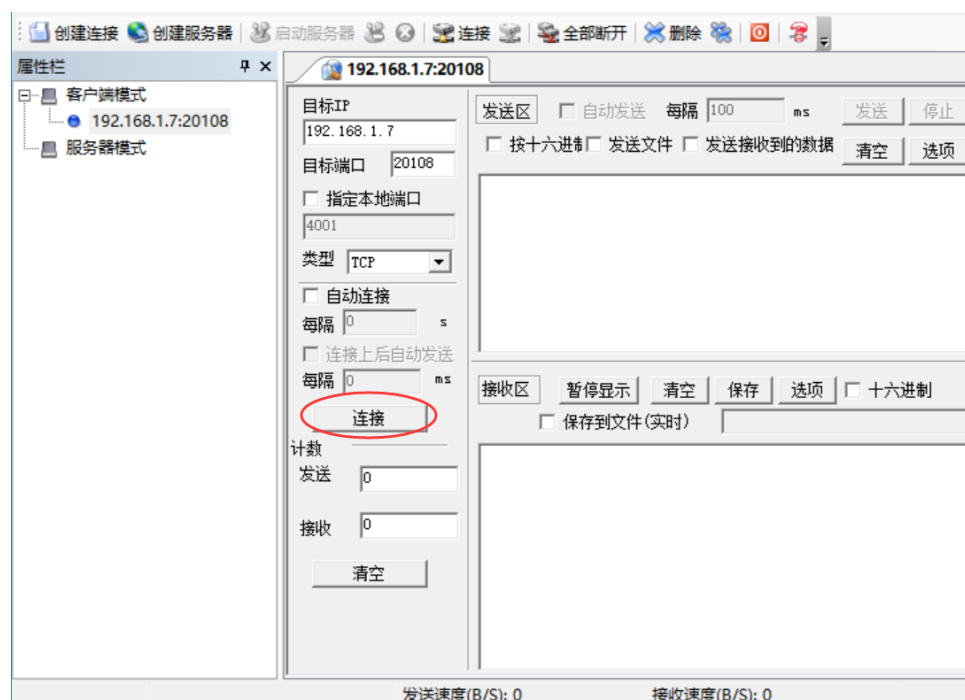 创建连接 创建服务器 启动服务器 连接 全部断开 删除
属性栏
客户端模式
192.168.1.7:20108
服务器模式
192.168.1.7:20108
目标IP
192.168.1.7
目标端口 20108
指定本地端口
4001
类型 TCP
自动连接
每隔 0 s
连接上后自动发送
每隔 0 ms
连接
计数
发送 0
接收 0
清空
发送区 自动发送 每隔 100 ms 发送 停止
按十六进制 发送文件 发送接收到的数据 清空 选项
接收区 暂停显示 清空 保存 选项 十六进制
保存到文件(实时)
发送速度(B/S): 0 接收速度(B/S): 0